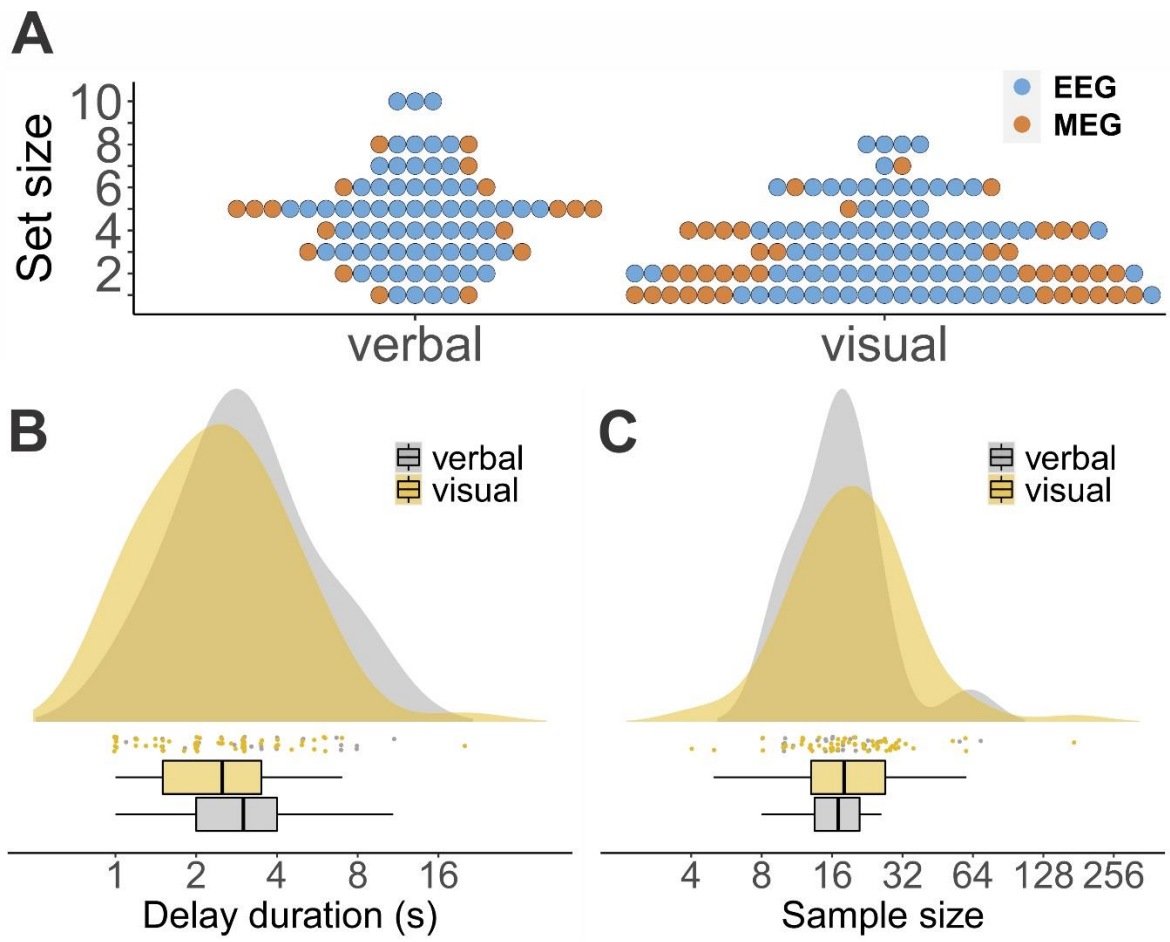 A
Set size
10
8
6
4
2
EEG
MEG
verbal
visual
B
verbal
visual
1 2 4 8 16
Delay duration (s)
C
verbal
visual
4 8 16 32 64 128 256
Sample size